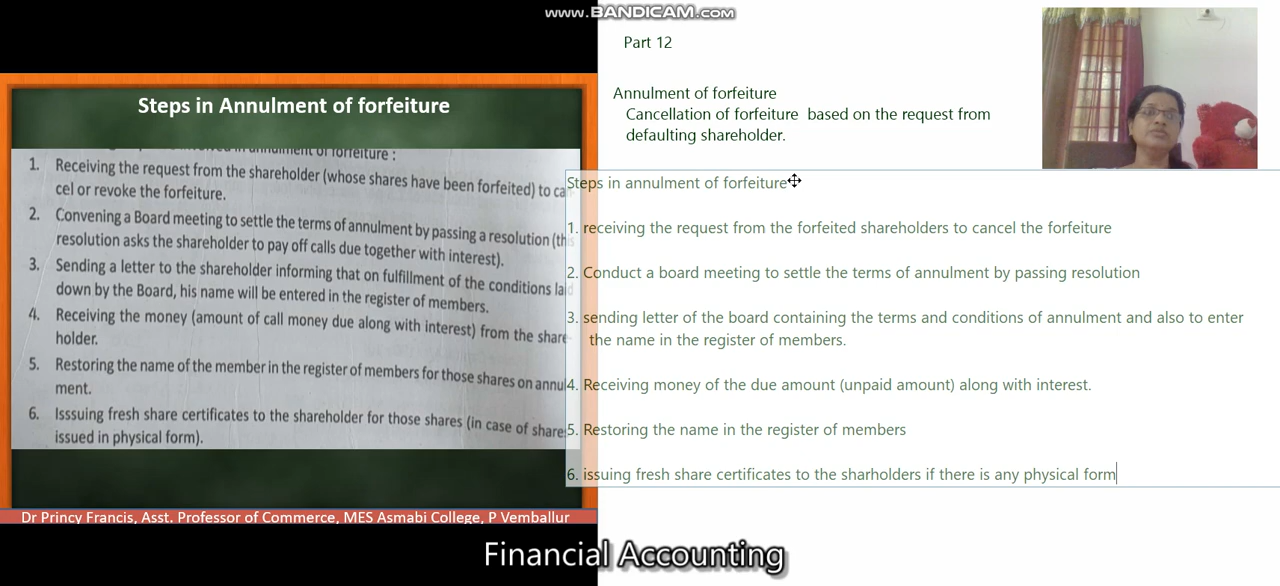 www.BANDICAM.com
Steps in Annulment of forfeiture
annulment of forfeiture :
1. Receiving the request from the shareholder (whose shares have been forfeited) to
cel or revoke the forfeiture.
2. Convening a Board meeting to settle the terms of annulment by passing a resolution
resolution asks the shareholder to pay off calls due together with interest).
3. Sending a letter to the shareholder informing that on fulfillment of the conditions
down by the Board, his name will be entered in the register of members.
4. Receiving the money (amount of call money due along with interest) from the share
holder.
5. Restoring the name of the member in the register of members for those shares on annul
ment.
6. Isssuing fresh share certificates to the shareholder for those shares (in case of share
issued in physical form).
Dr Princy Francis, Asst. Professor of Commerce, MES Asmabi College, P Vemballur
Part 12
Annulment of forfeiture
Cancellation of forfeiture based on the request from
defaulting shareholder.
Steps in annulment of forfeiture
1. receiving the request from the forfeited shareholders to cancel the forfeiture
2. Conduct a board meeting to settle the terms of annulment by passing resolution
3. sending letter of the board containing the terms and conditions of annulment and also to enter
the name in the register of members.
4. Receiving money of the due amount (unpaid amount) along with interest.
5. Restoring the name in the register of members
6. issuing fresh share certificates to the sharholders if there is any physical form
Financial Accounting